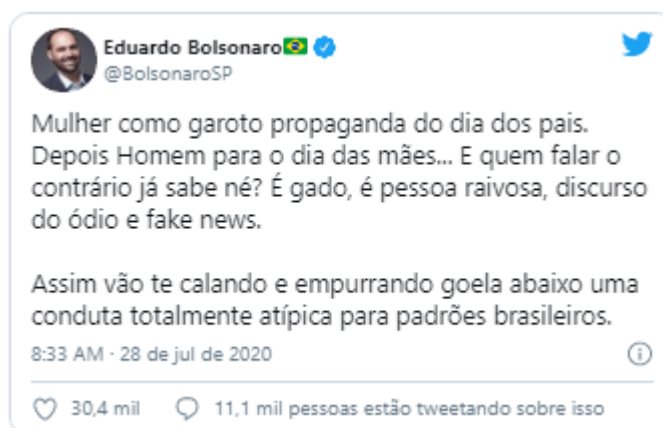 Eduardo Bolsonaro🇧🇷
@BolsonaroSP
Mulher como garoto propaganda do dia dos pais.
Depois Homem para o dia das mães... E quem falar o
contrário já sabe né? É gado, é pessoa raivosa, discurso
do ódio e fake news.
Assim vão te calando e empurrando goela abaixo uma
conduta totalmente atípica para padrões brasileiros.
8:33 AM · 28 de jul de 2020
30,4 mil 11,1 mil pessoas estão tweetando sobre isso